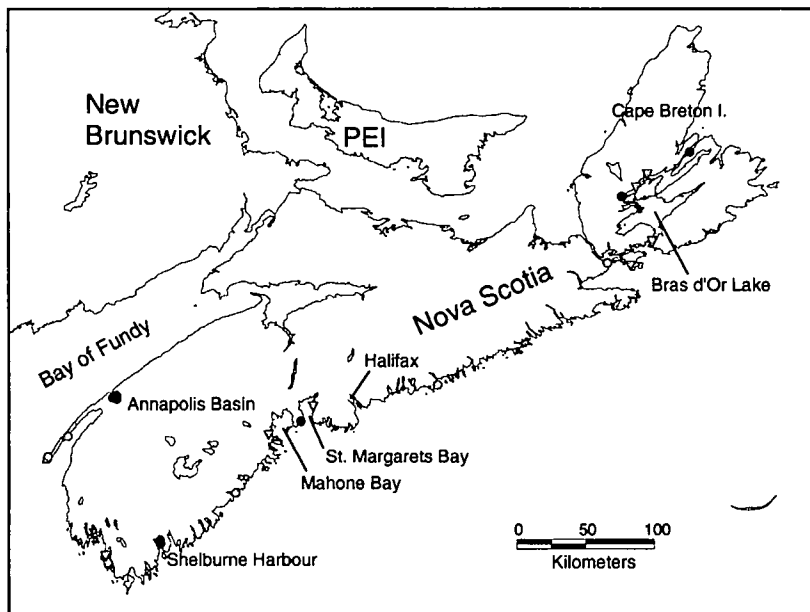 New
Brunswick
PEI
Cape Breton I.
Bras d'Or Lake
Nova Scotia
Bay of Fundy
Halifax
Annapolis Basin
St. Margarets Bay
Mahone Bay
Shelburne Harbour
0 50 100
Kilometers